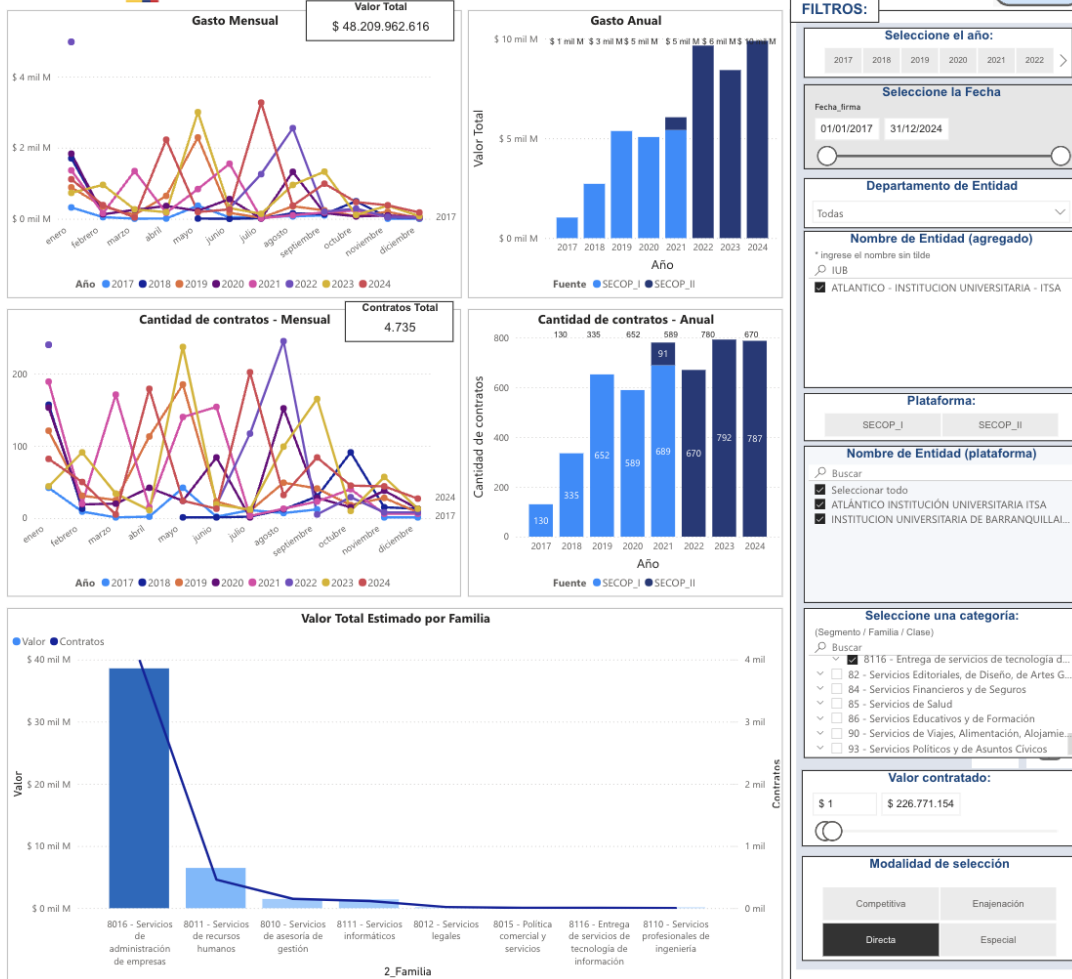 Gasto Mensual
Valor Total
$ 48.209.962.616
$ 4 mil M
$ 2 mil M
$ 0 mil M
2017
enero
febrero
marzo
abril
mayo
junio
julio
agosto
septiembre
octubre
noviembre
diciembre
Año 2017 2018 2019 2020 2021 2022 2023 2024
Gasto Anual
$ 10 mil M
$ 1 mil M $ 3 mil M $ 5 mil M $ 5 mil M $ 6 mil M $ 10 mil M
Valor Total
$ 5 mil M
$ 0 mil M
2017 2018 2019 2020 2021 2022 2023 2024
Año
Fuente SECOP_I SECOP_II
Cantidad de contratos - Mensual
Contratos Total
4.735
200
100
0
2024
2017
enero
febrero
marzo
abril
mayo
junio
julio
agosto
septiembre
octubre
noviembre
diciembre
Año 2017 2018 2019 2020 2021 2022 2023 2024
Cantidad de contratos - Anual
130 335 652 589 780 670
800
600
400
200
0
Cantidad de contratos
130
335
652
589
91
689
670
792
787
2017 2018 2019 2020 2021 2022 2023 2024
Año
Fuente SECOP_I SECOP_II
Valor Total Estimado por Familia
Valor Contratos
$ 40 mil M
$ 30 mil M
$ 20 mil M
$ 10 mil M
$ 0 mil M
Valor
4 mil
3 mil
2 mil
1 mil
0 mil
Contratos
8016 - Servicios
de
administración
de empresas
8011 - Servicios
de recursos
humanos
8010 - Servicios
de asesoría de
gestión
8111 - Servicios
informáticos
8012 - Servicios
legales
8015 - Política
comercial y
servicios
8116 - Entrega
de servicios de
tecnología de
información
8110 - Servicios
profesionales de
ingeniería
2_Familia
FILTROS:
Seleccione el año:
2017 2018 2019 2020 2021 2022
Seleccione la Fecha
Fecha_firma
01/01/2017 31/12/2024
Departamento de Entidad
Todas
Nombre de Entidad (agregado)
* ingrese el nombre sin tilde
IUB
ATLANTICO - INSTITUCION UNIVERSITARIA - ITSA
Plataforma:
SECOP_I SECOP_II
Nombre de Entidad (plataforma)
Buscar
Seleccionar todo
ATLÁNTICO INSTITUCIÓN UNIVERSITARIA ITSA
INSTITUCION UNIVERSITARIA DE BARRANQUILLAI...
Seleccione una categoría:
(Segmento / Familia / Clase)
Buscar
8116 - Entrega de servicios de tecnología d...
82 - Servicios Editoriales, de Diseño, de Artes G...
84 - Servicios Financieros y de Seguros
85 - Servicios de Salud
86 - Servicios Educativos y de Formación
90 - Servicios de Viajes, Alimentación, Alojamie...
93 - Servicios Políticos y de Asuntos Cívicos
Valor contratado:
$ 1 $ 226.771.154
Modalidad de selección
Competitiva Enajenación
Directa Especial